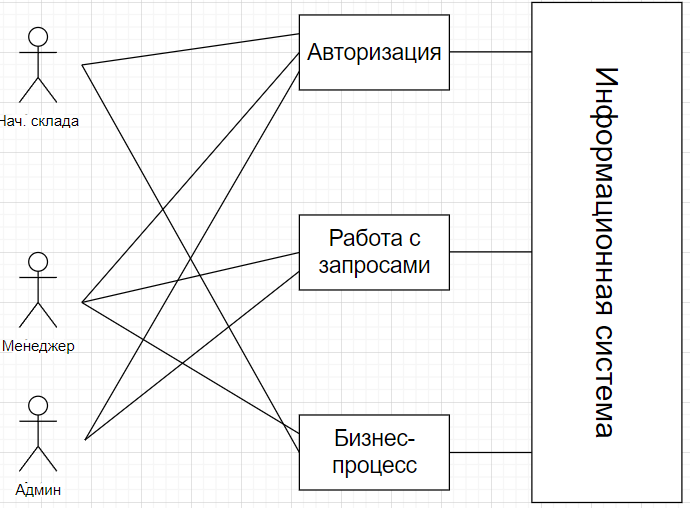 Нач. склада
Менеджер
Админ
Авторизация
Работа с
запросами
Бизнес-
процесс
Информационная система